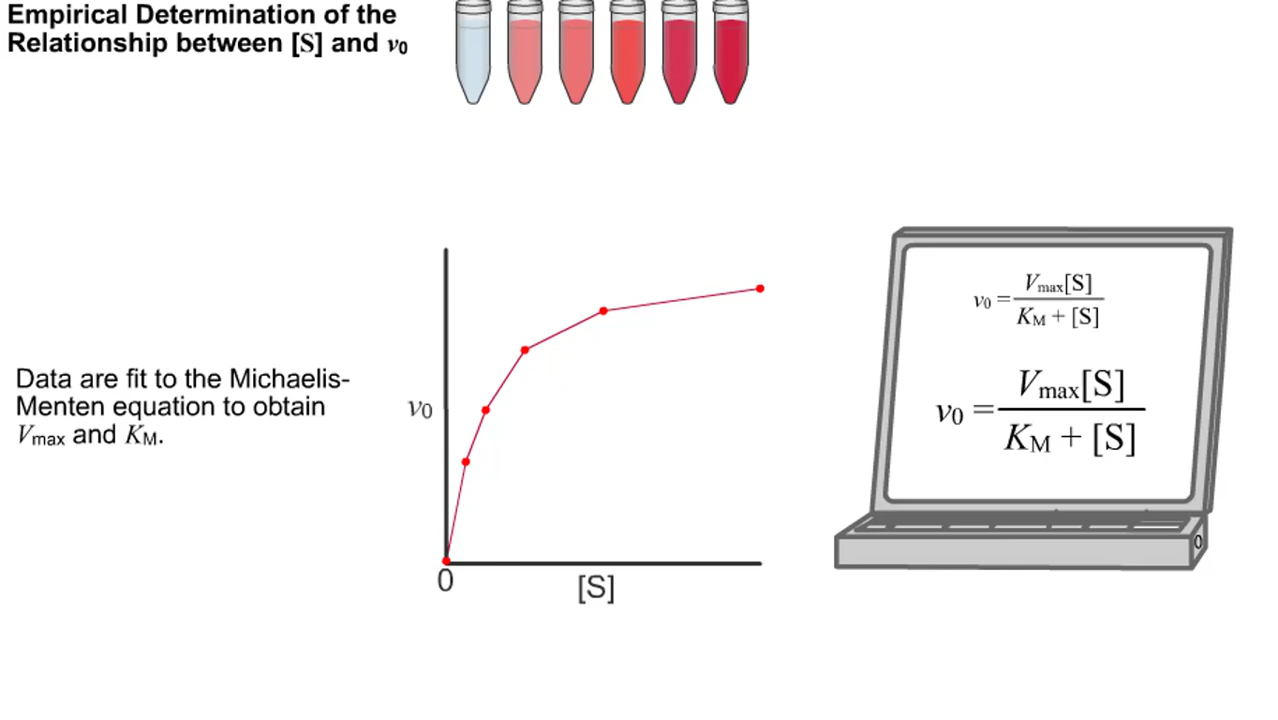 Empirical Determination of the
Relationship between [S] and v₀
Data are fit to the Michaelis-
Menten equation to obtain
Vmax and KM.
v₀
0
[S]
v₀ = Vmax[S] / KM + [S]
v₀ = Vmax[S] / KM + [S]